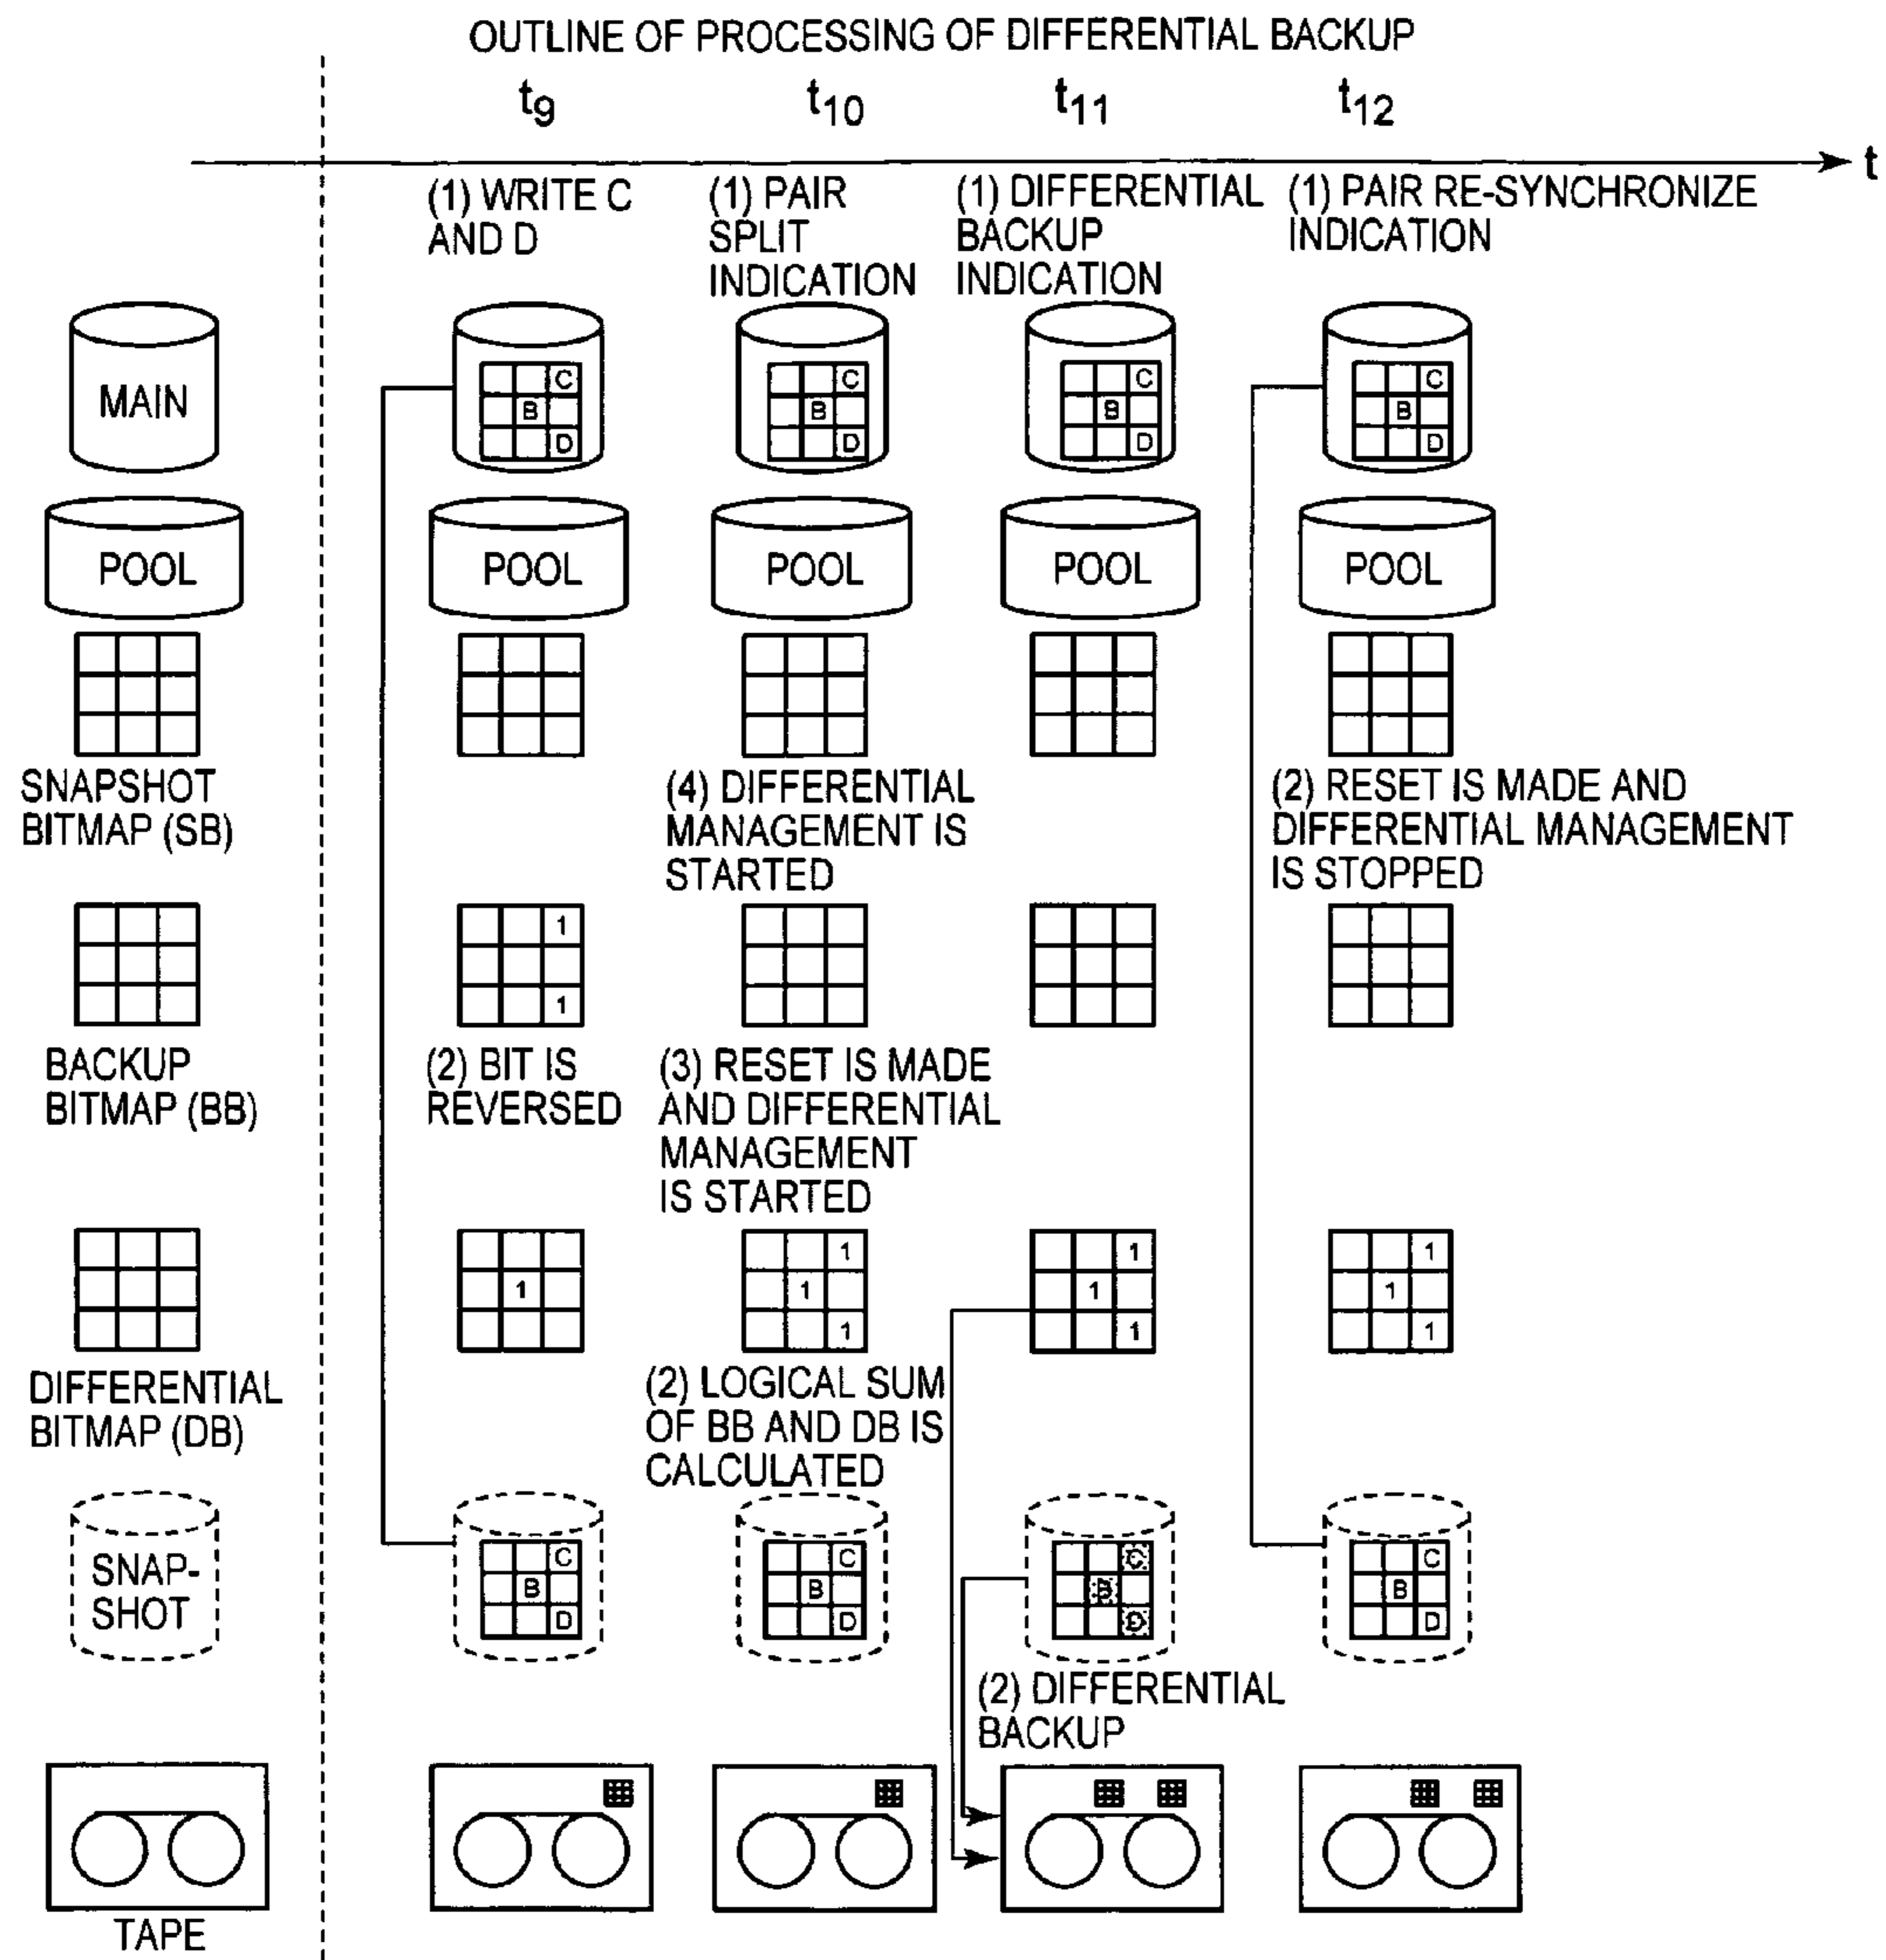 OUTLINE OF PROCESSING OF DIFFERENTIAL BACKUP
t9 t10 t11 t12
t
(1) WRITE C
AND D
(1) PAIR
SPLIT
INDICATION
(1) DIFFERENTIAL
BACKUP
INDICATION
(1) PAIR RE-SYNCHRONIZE
INDICATION
MAIN
C
B
D
C
B
D
C
B
D
C
B
D
POOL POOL POOL POOL POOL
SNAPSHOT
BITMAP (SB)
(4) DIFFERENTIAL
MANAGEMENT IS
STARTED
(2) RESET IS MADE AND
DIFFERENTIAL MANAGEMENT
IS STOPPED
1
1
BACKUP
BITMAP (BB)
(2) BIT IS
REVERSED
(3) RESET IS MADE
AND DIFFERENTIAL
MANAGEMENT
IS STARTED
1
1
1
1
1
1
1
1
1
1
DIFFERENTIAL
BITMAP (DB)
(2) LOGICAL SUM
OF BB AND DB IS
CALCULATED
SNAP-
SHOT
C
B
D
C
B
D
C
B
D
C
B
D
(2) DIFFERENTIAL
BACKUP
TAPE